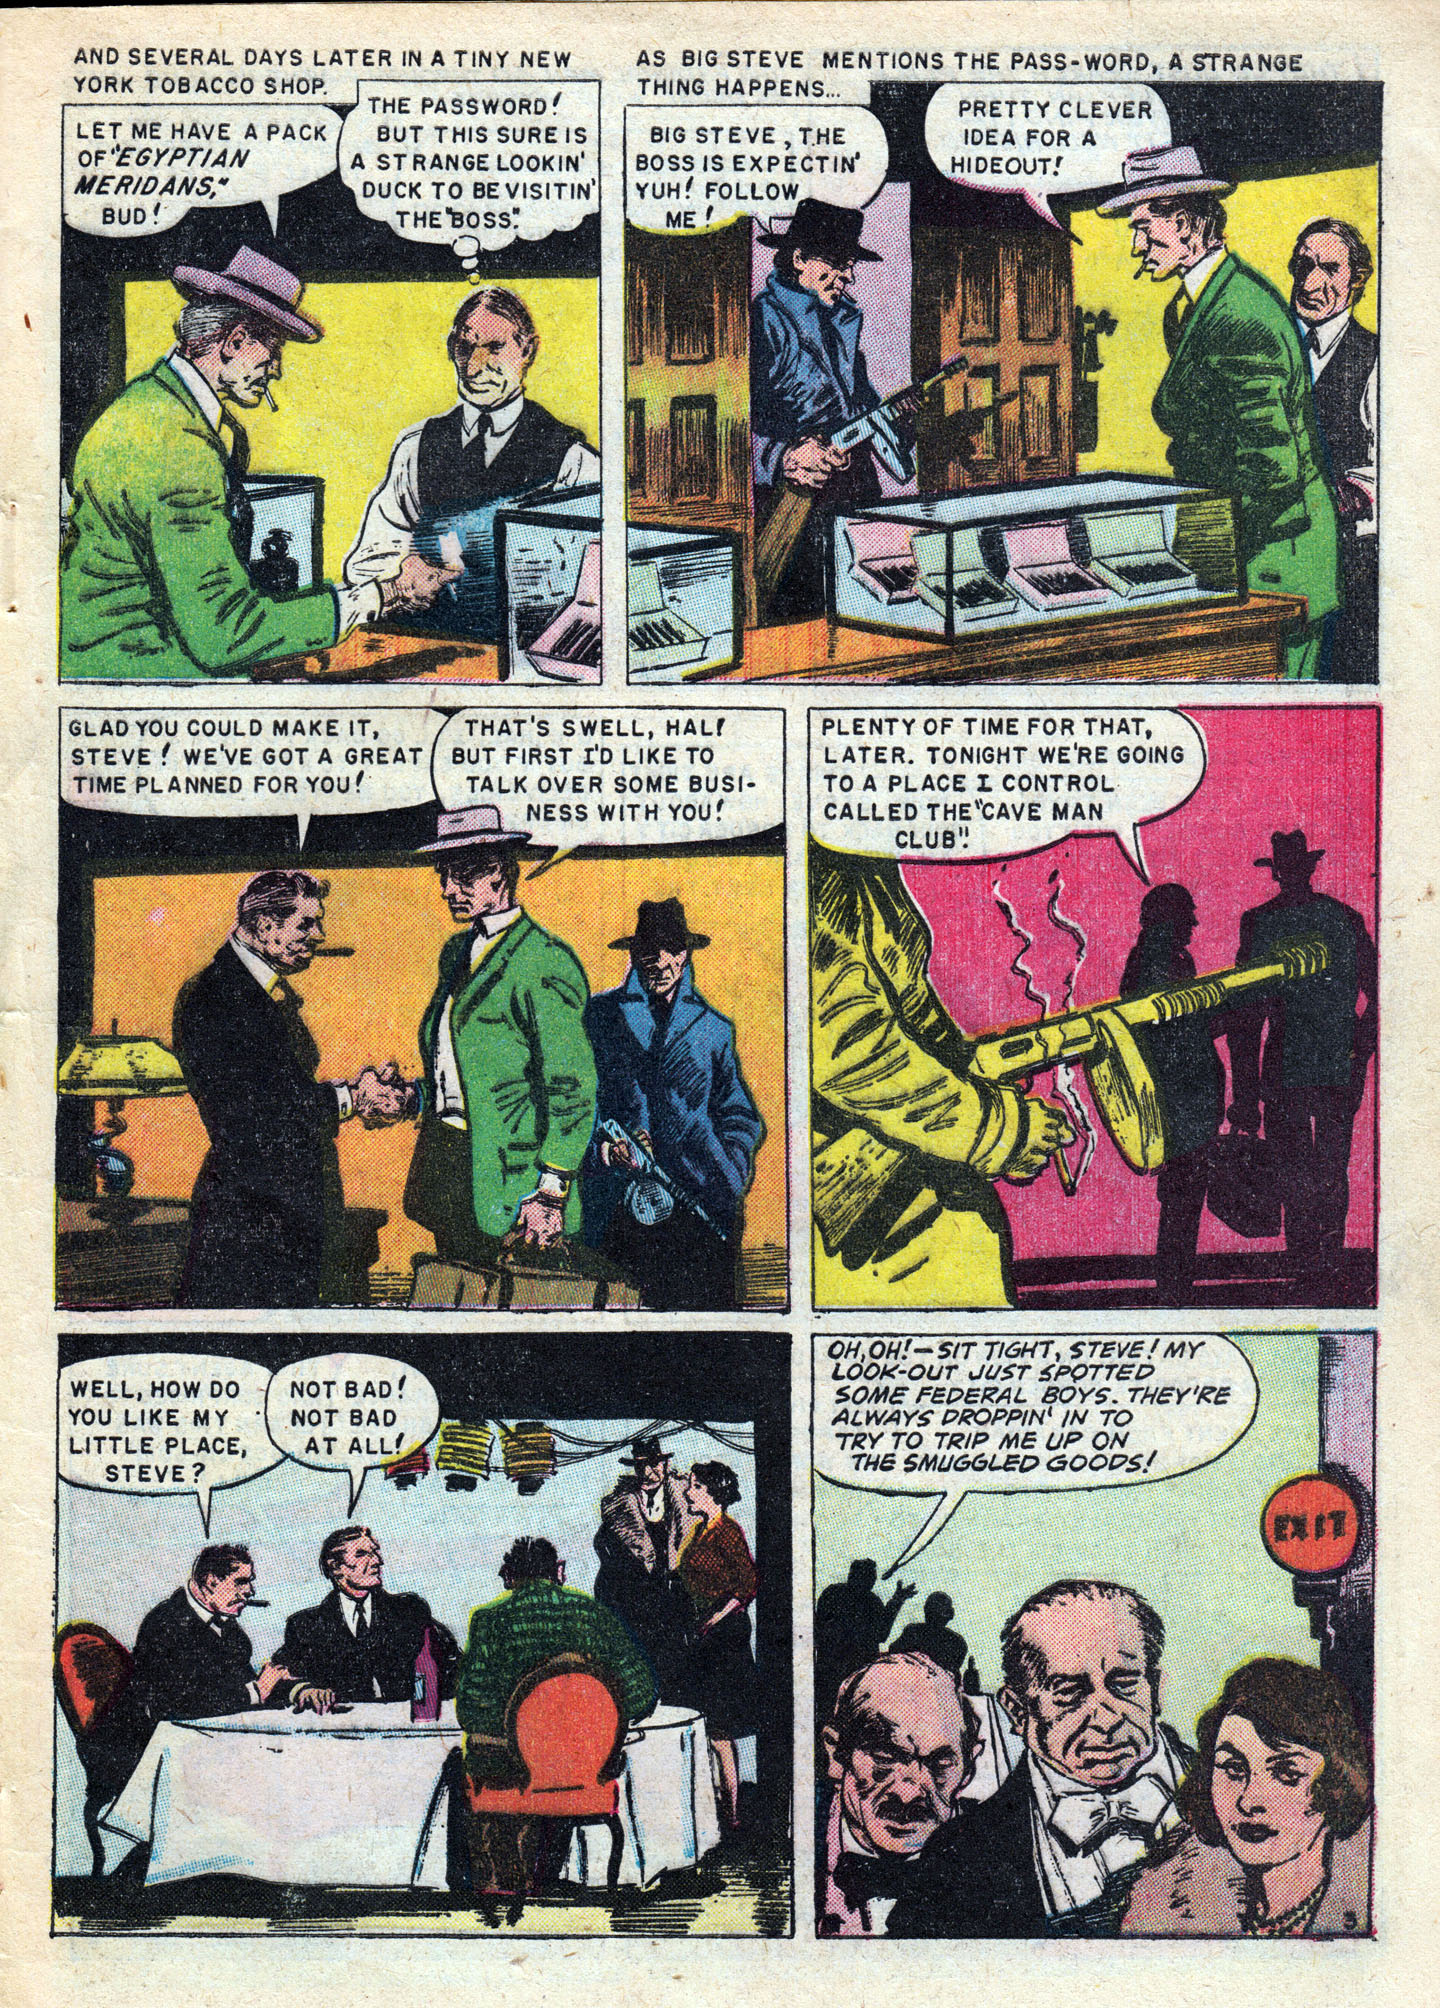 AND SEVERAL DAYS LATER IN A TINY NEW
YORK TOBACCO SHOP.
LET ME HAVE A PACK
OF "EGYPTIAN
MERIDANS,"
BUD!
THE PASSWORD!
BUT THIS SURE IS
A STRANGE LOOKIN'
DUCK TO BE VISITIN'
THE "BOSS".
AS BIG STEVE MENTIONS THE PASS-WORD, A STRANGE
THING HAPPENS...
BIG STEVE, THE
BOSS IS EXPECTIN'
YUH! FOLLOW
ME!
PRETTY CLEVER
IDEA FOR A
HIDEOUT!
GLAD YOU COULD MAKE IT,
STEVE! WE'VE GOT A GREAT
TIME PLANNED FOR YOU!
THAT'S SWELL, HAL!
BUT FIRST I'D LIKE TO
TALK OVER SOME BUSI-
NESS WITH YOU!
PLENTY OF TIME FOR THAT,
LATER. TONIGHT WE'RE GOING
TO A PLACE I CONTROL
CALLED THE "CAVE MAN
CLUB".
WELL, HOW DO
YOU LIKE MY
LITTLE PLACE,
STEVE?
NOT BAD!
NOT BAD
AT ALL!
OH, OH!-SIT TIGHT, STEVE! MY
LOOK-OUT JUST SPOTTED
SOME FEDERAL BOYS. THEY'RE
ALWAYS DROPPIN' IN TO
TRY TO TRIP ME UP ON
THE SMUGGLED GOODS!
EXIT
3